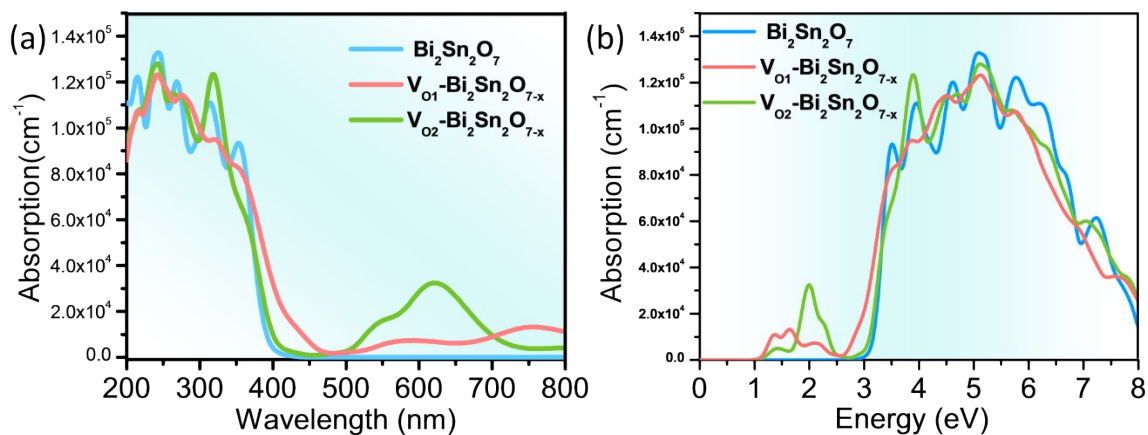 (a)
1.4x10⁵
1.2x10⁵
1.0x10⁵
8.0x10⁴
6.0x10⁴
4.0x10⁴
2.0x10⁴
0.0
Absorption(cm⁻¹)
Bi₂Sn₂O₇
V_O1-Bi₂Sn₂O₇₋ₓ
V_O2-Bi₂Sn₂O₇₋ₓ
200 300 400 500 600 700 800
Wavelength (nm)
(b)
1.4x10⁵
1.2x10⁵
1.0x10⁵
8.0x10⁴
6.0x10⁴
4.0x10⁴
2.0x10⁴
0.0
Absorption (cm⁻¹)
Bi₂Sn₂O₇
V_O1-Bi₂Sn₂O₇₋ₓ
V_O2-Bi₂Sn₂O₇₋ₓ
0 1 2 3 4 5 6 7 8
Energy (eV)